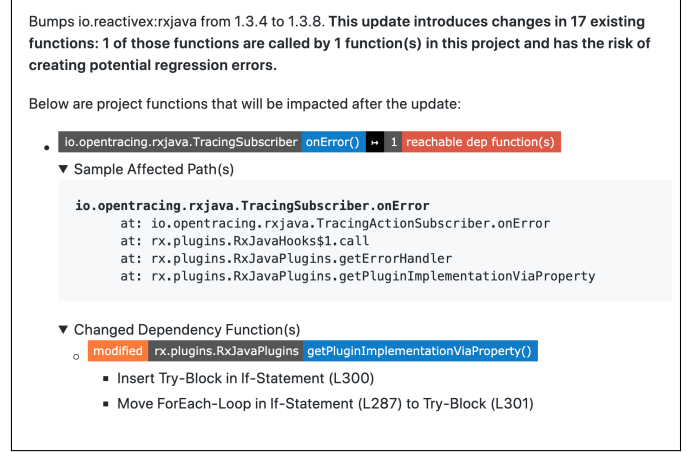 Bumps io.reactivex:rxjava from 1.3.4 to 1.3.8. This update introduces changes in 17 existing
functions: 1 of those functions are called by 1 function(s) in this project and has the risk of
creating potential regression errors.
Below are project functions that will be impacted after the update:
• io.opentracing.rxjava.TracingSubscriber onError() ↦ 1 reachable dep function(s)
▼ Sample Affected Path(s)
io.opentracing.rxjava.TracingSubscriber.onError
at: io.opentracing.rxjava.TracingActionSubscriber.onError
at: rx.plugins.RxJavaHooks$1.call
at: rx.plugins.RxJavaPlugins.getErrorHandler
at: rx.plugins.RxJavaPlugins.getPluginImplementationViaProperty
▼ Changed Dependency Function(s)
○ modified rx.plugins.RxJavaPlugins getPluginImplementationViaProperty()
▪ Insert Try-Block in If-Statement (L300)
▪ Move ForEach-Loop in If-Statement (L287) to Try-Block (L301)